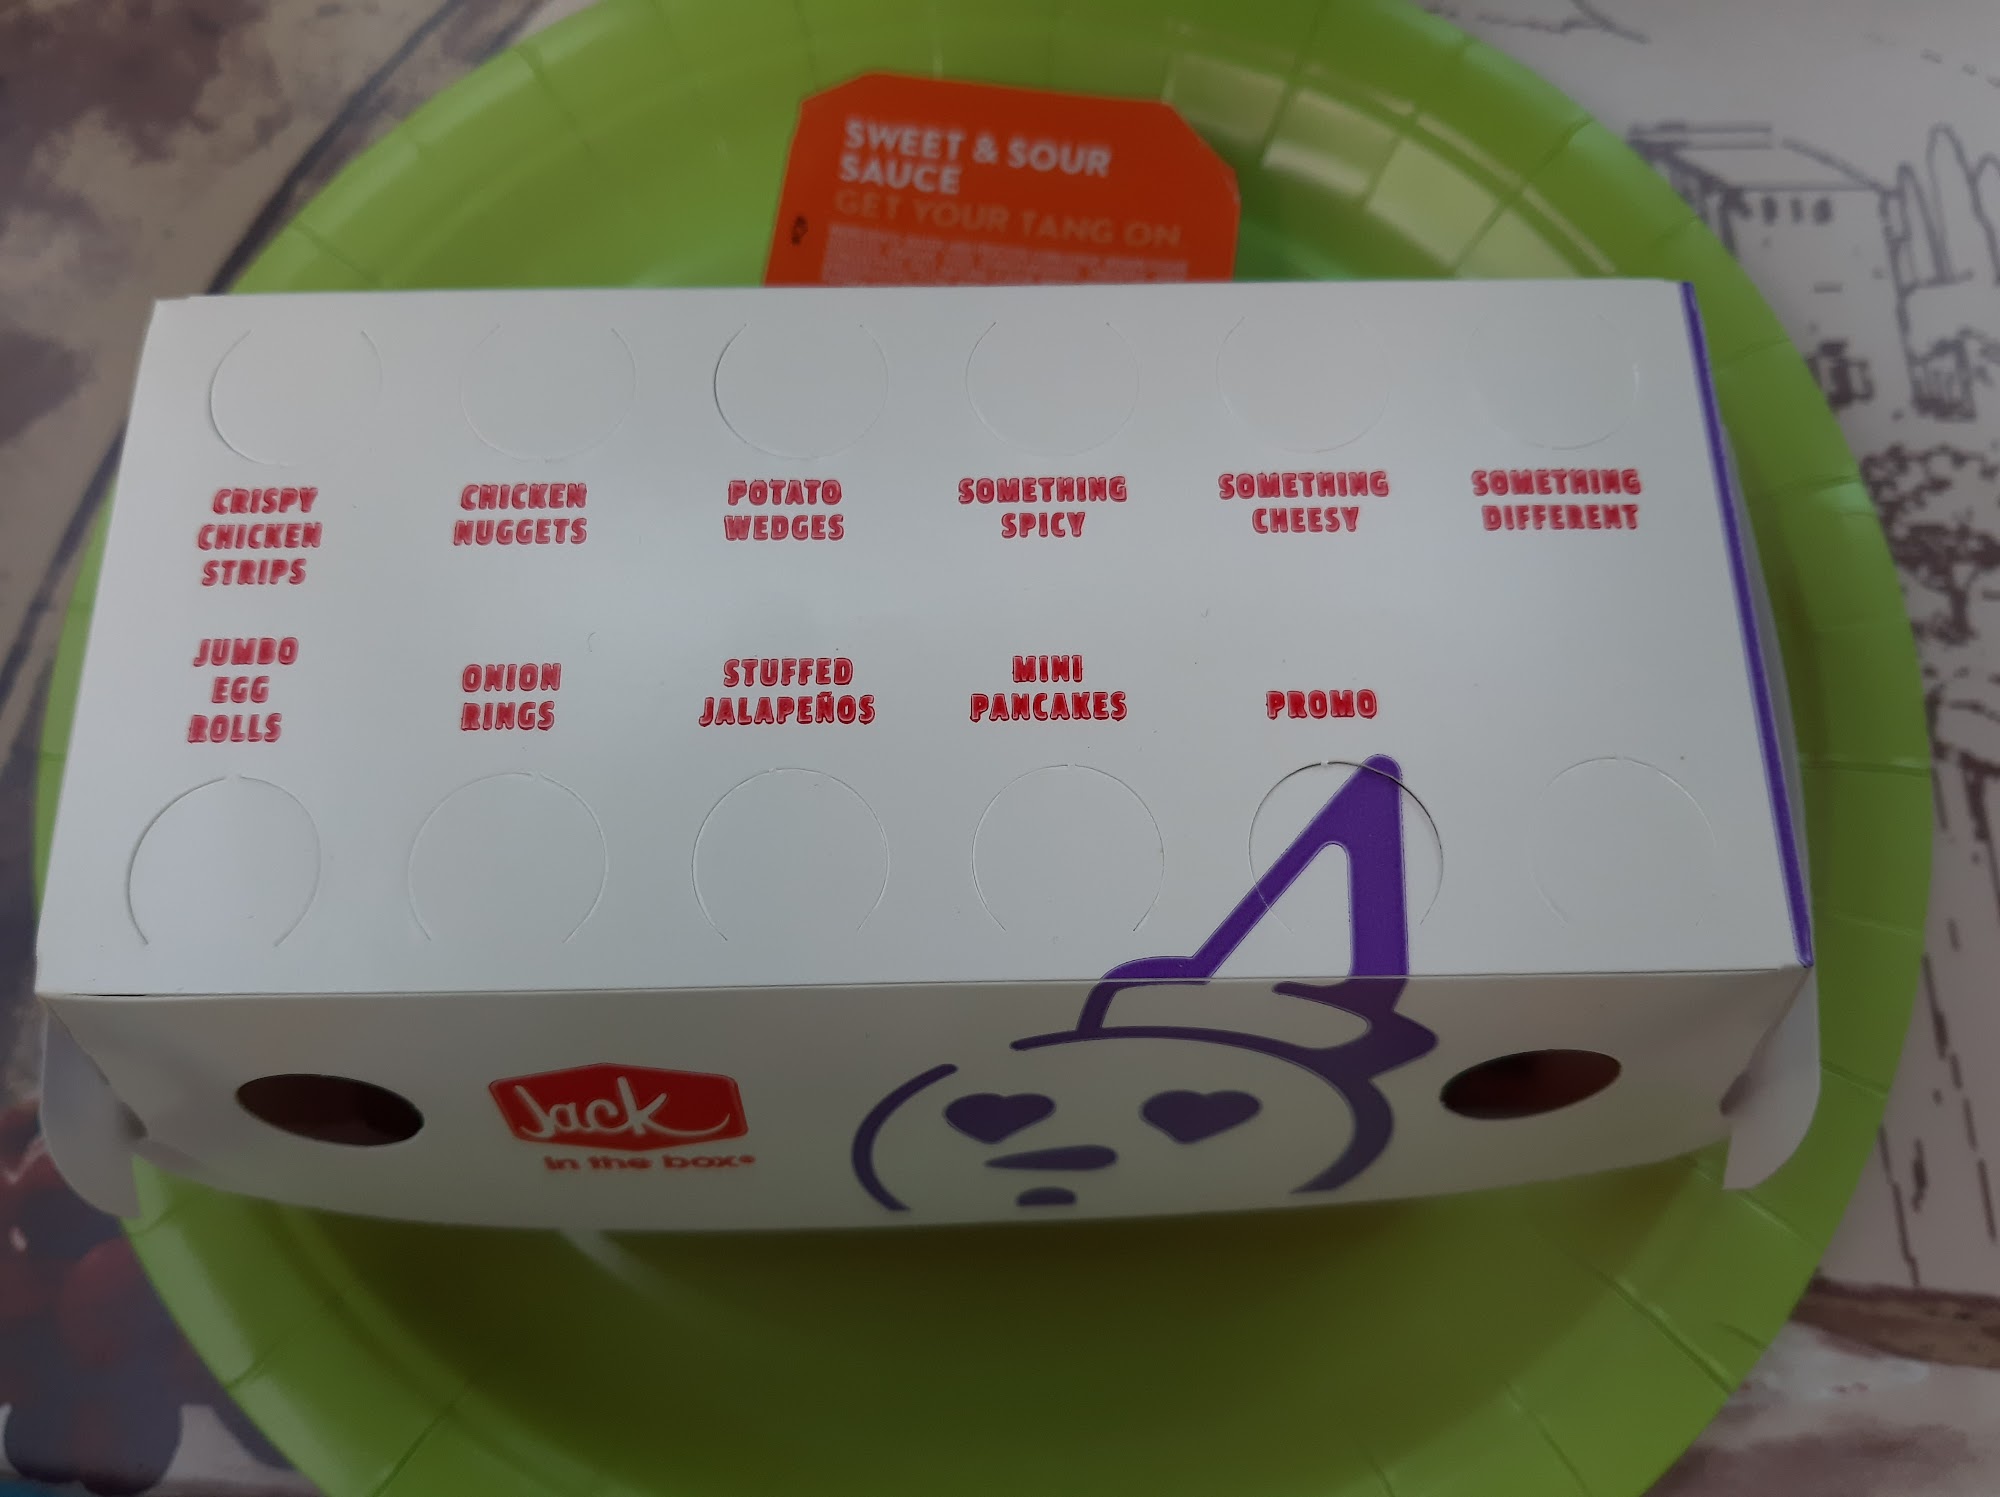 SWEET & SOUR
SAUCE
GET YOUR TANG ON
CRISPY
CHICKEN
STRIPS
CHICKEN
NUGGETS
POTATO
WEDGES
SOMETHING
SPICY
SOMETHING
CHEESY
SOMETHING
DIFFERENT
JUMBO
EGG
ROLLS
ONION
RINGS
STUFFED
JALAPEÑOS
MINI
PANCAKES
PROMO
Jack
in the box®